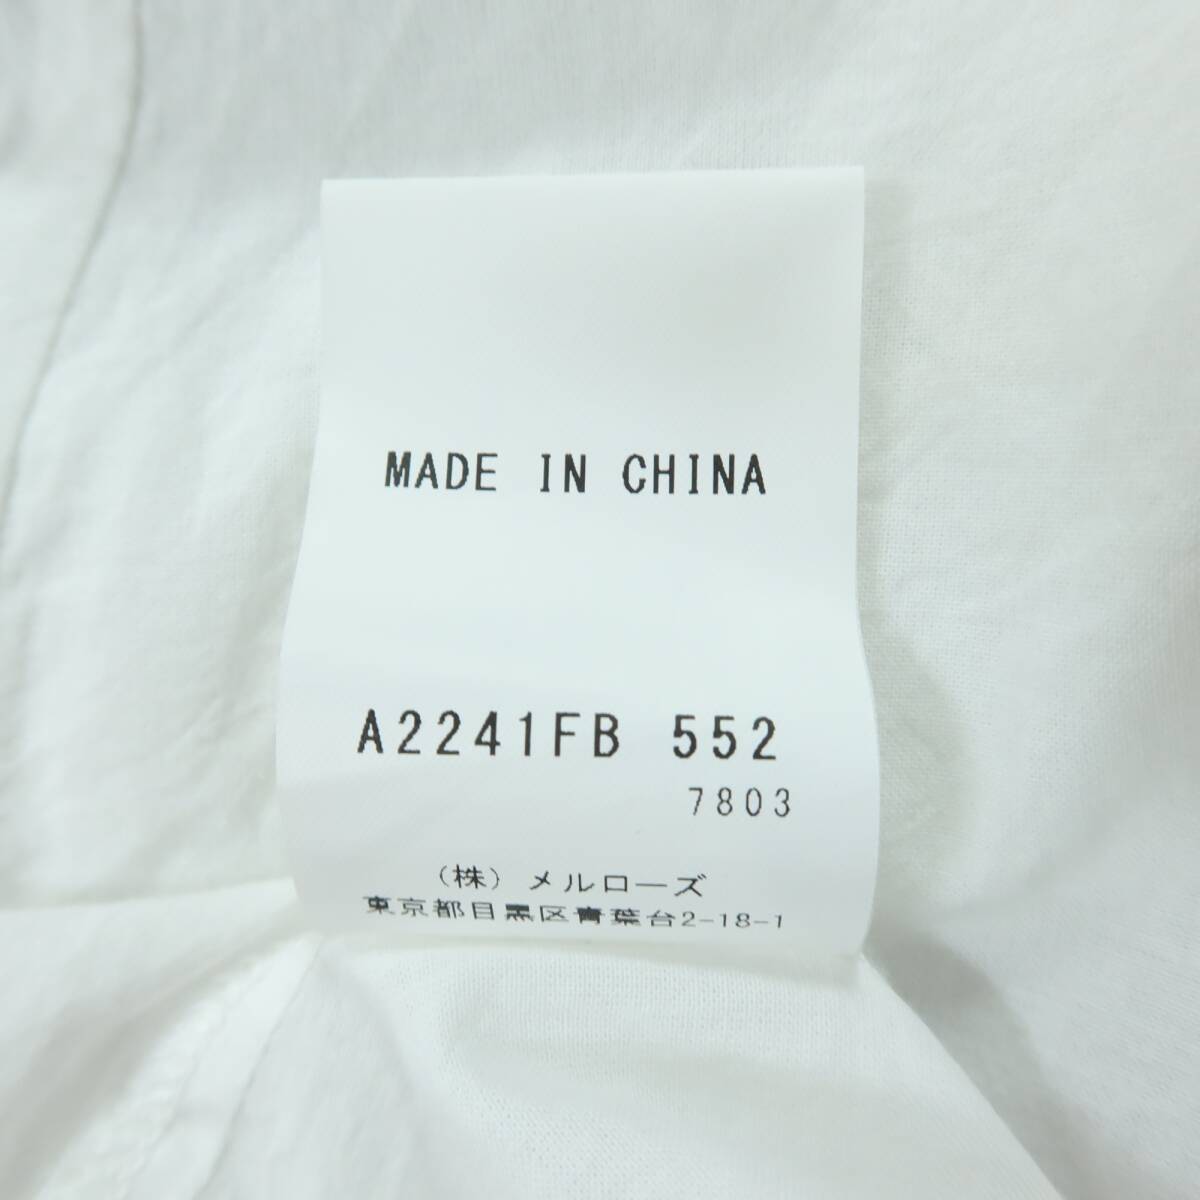 MADE IN CHINA
A2241FB 552
7803
（株）メルローズ
東京都目黒区青葉台2-18-1